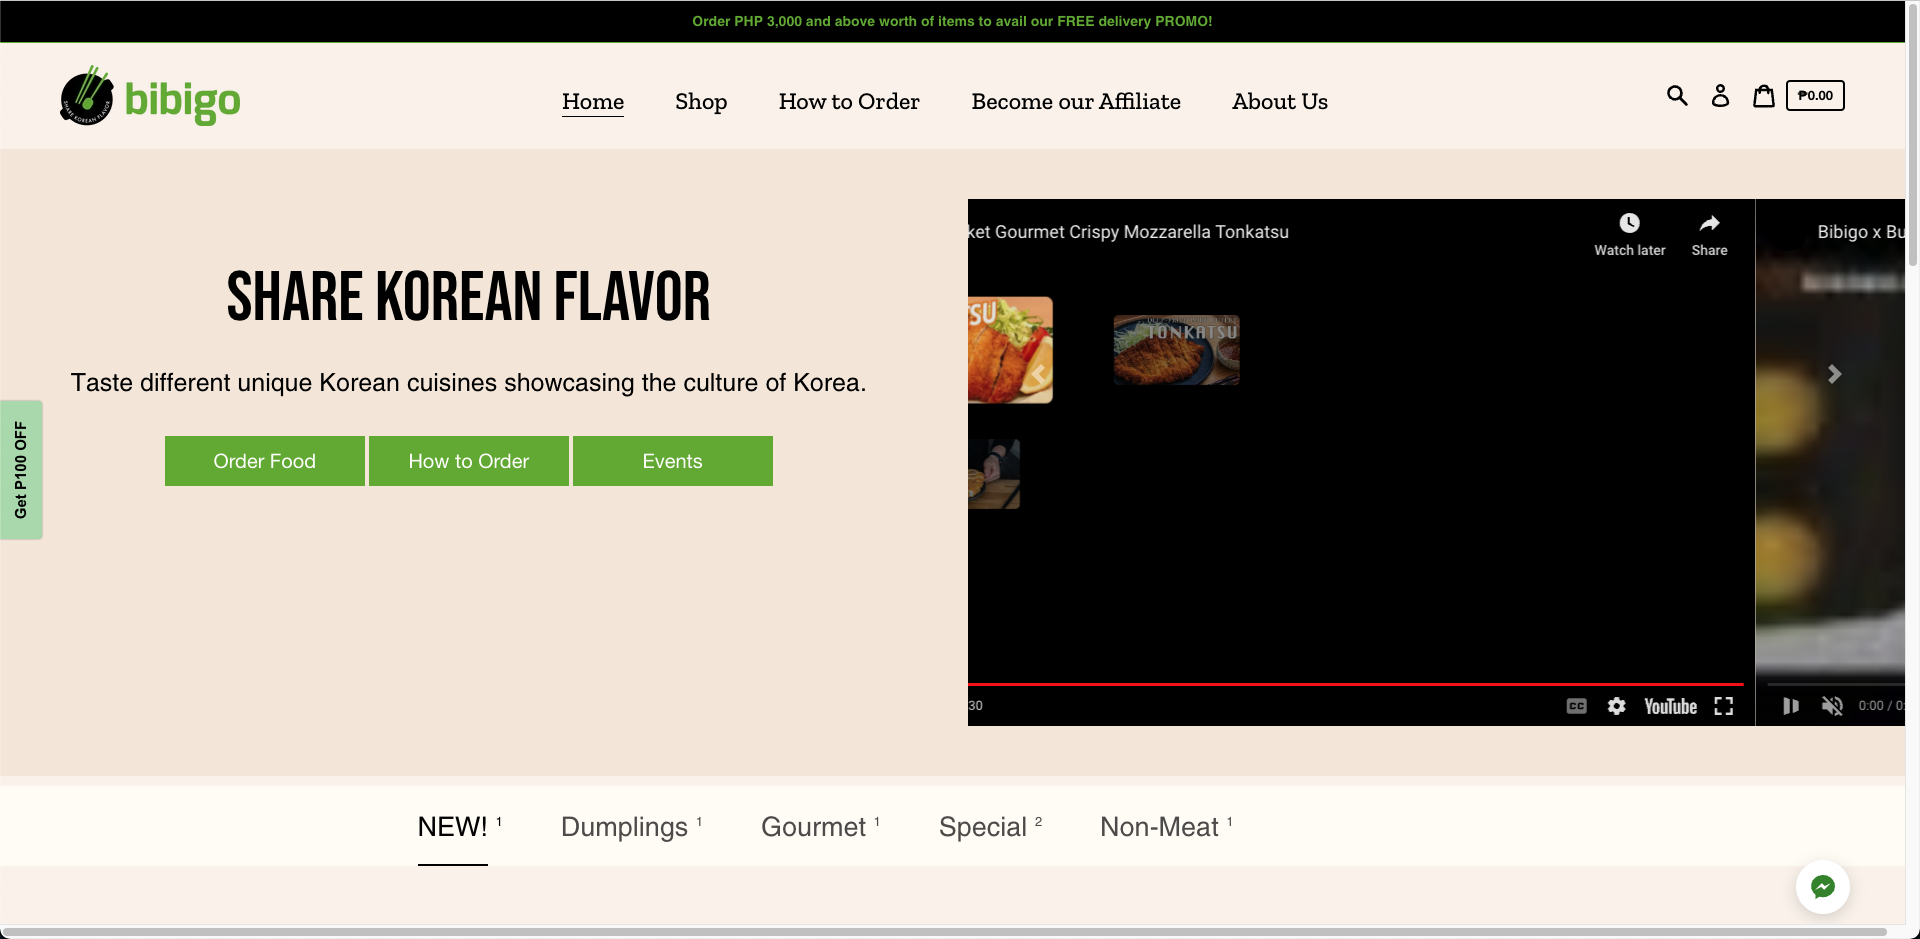 Order PHP 3,000 and above worth of items to avail our FREE delivery PROMO!
SHARE KOREAN FLAVOR
bibigo
Home
Shop
How to Order
Become our Affiliate
About Us
₱0.00
SHARE KOREAN FLAVOR
Taste different unique Korean cuisines showcasing the culture of Korea.
Order Food
How to Order
Events
Get P100 OFF
ket Gourmet Crispy Mozzarella Tonkatsu
Watch later
Share
SU
TONKATSU
30
CC
YouTube
Bibigo x Bu
0:00 / 0:
NEW! 1
Dumplings 1
Gourmet 1
Special 2
Non-Meat 1